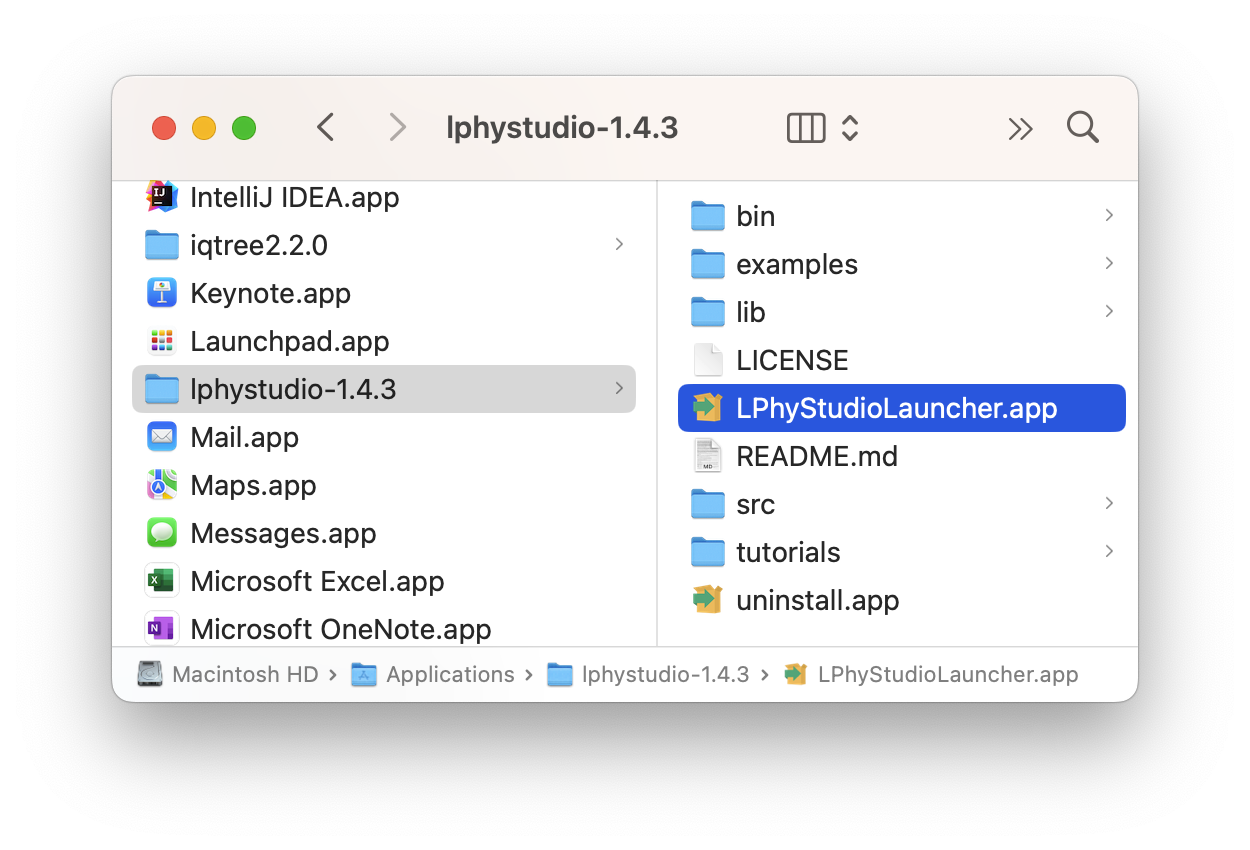 lphystudio-1.4.3
IntelliJ IDEA.app
iqtree2.2.0
Keynote.app
Launchpad.app
lphystudio-1.4.3
Mail.app
Maps.app
Messages.app
Microsoft Excel.app
Microsoft OneNote.app
bin
examples
lib
LICENSE
LPhyStudioLauncher.app
README.md
src
tutorials
uninstall.app
Macintosh HD › Applications › lphystudio-1.4.3 › LPhyStudioLauncher.app